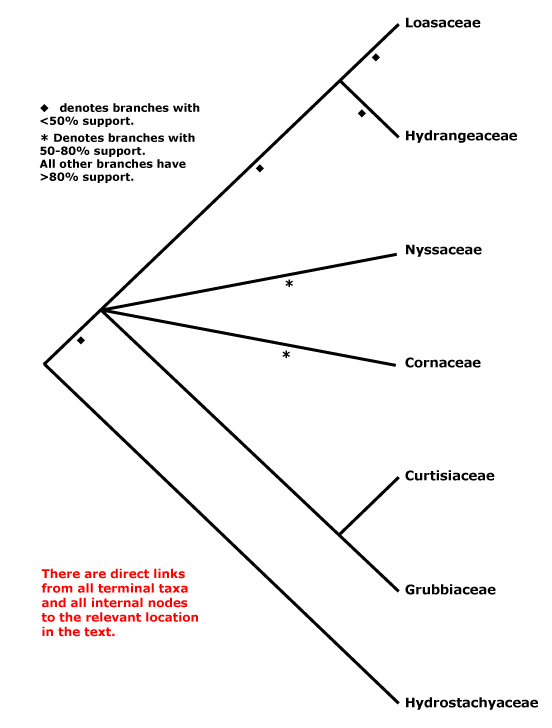 Loasaceae
◆ denotes branches with
<50% support.
* Denotes branches with
50-80% support.
All other branches have
>80% support.
Hydrangeaceae
Nyssaceae
Cornaceae
Curtisiaceae
There are direct links
from all terminal taxa
and all internal nodes
to the relevant location
in the text.
Grubbiaceae
Hydrostachyaceae